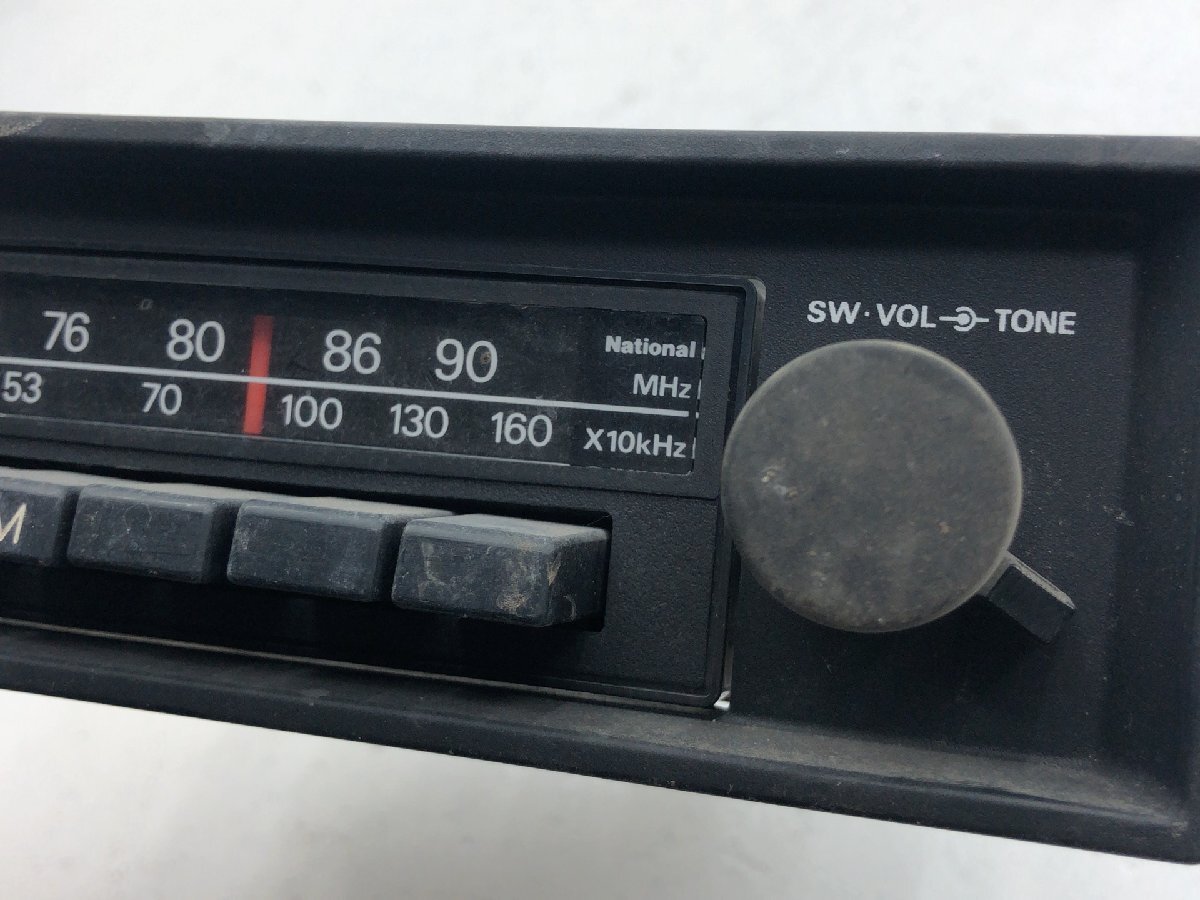 SW·VOL TONE
76 80 86 90 National
MHz
53 70 100 130 160 X10kHz
M